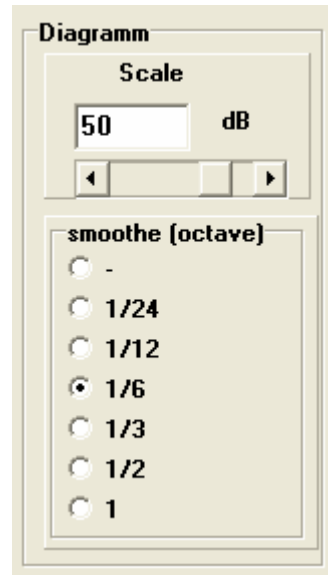 Diagramm
Scale
50 dB
smoothe (octave)
-
1/24
1/12
1/6
1/3
1/2
1